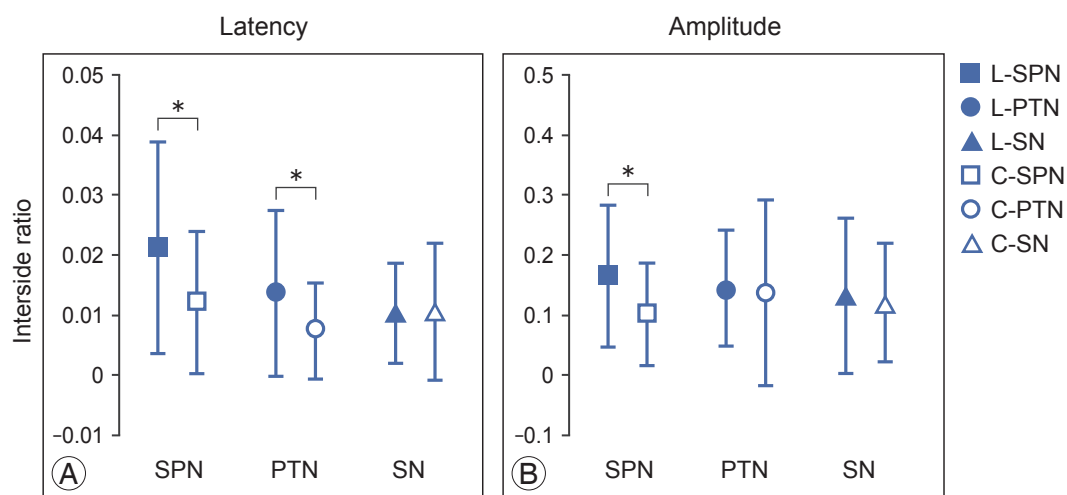 Latency
Amplitude
Interside ratio
0.05
0.04
0.03
0.02
0.01
0
−0.01
*
*
SPN
PTN
SN
A
0.5
0.4
0.3
0.2
0.1
0
−0.1
*
SPN
PTN
SN
B
L-SPN
L-PTN
L-SN
C-SPN
C-PTN
C-SN